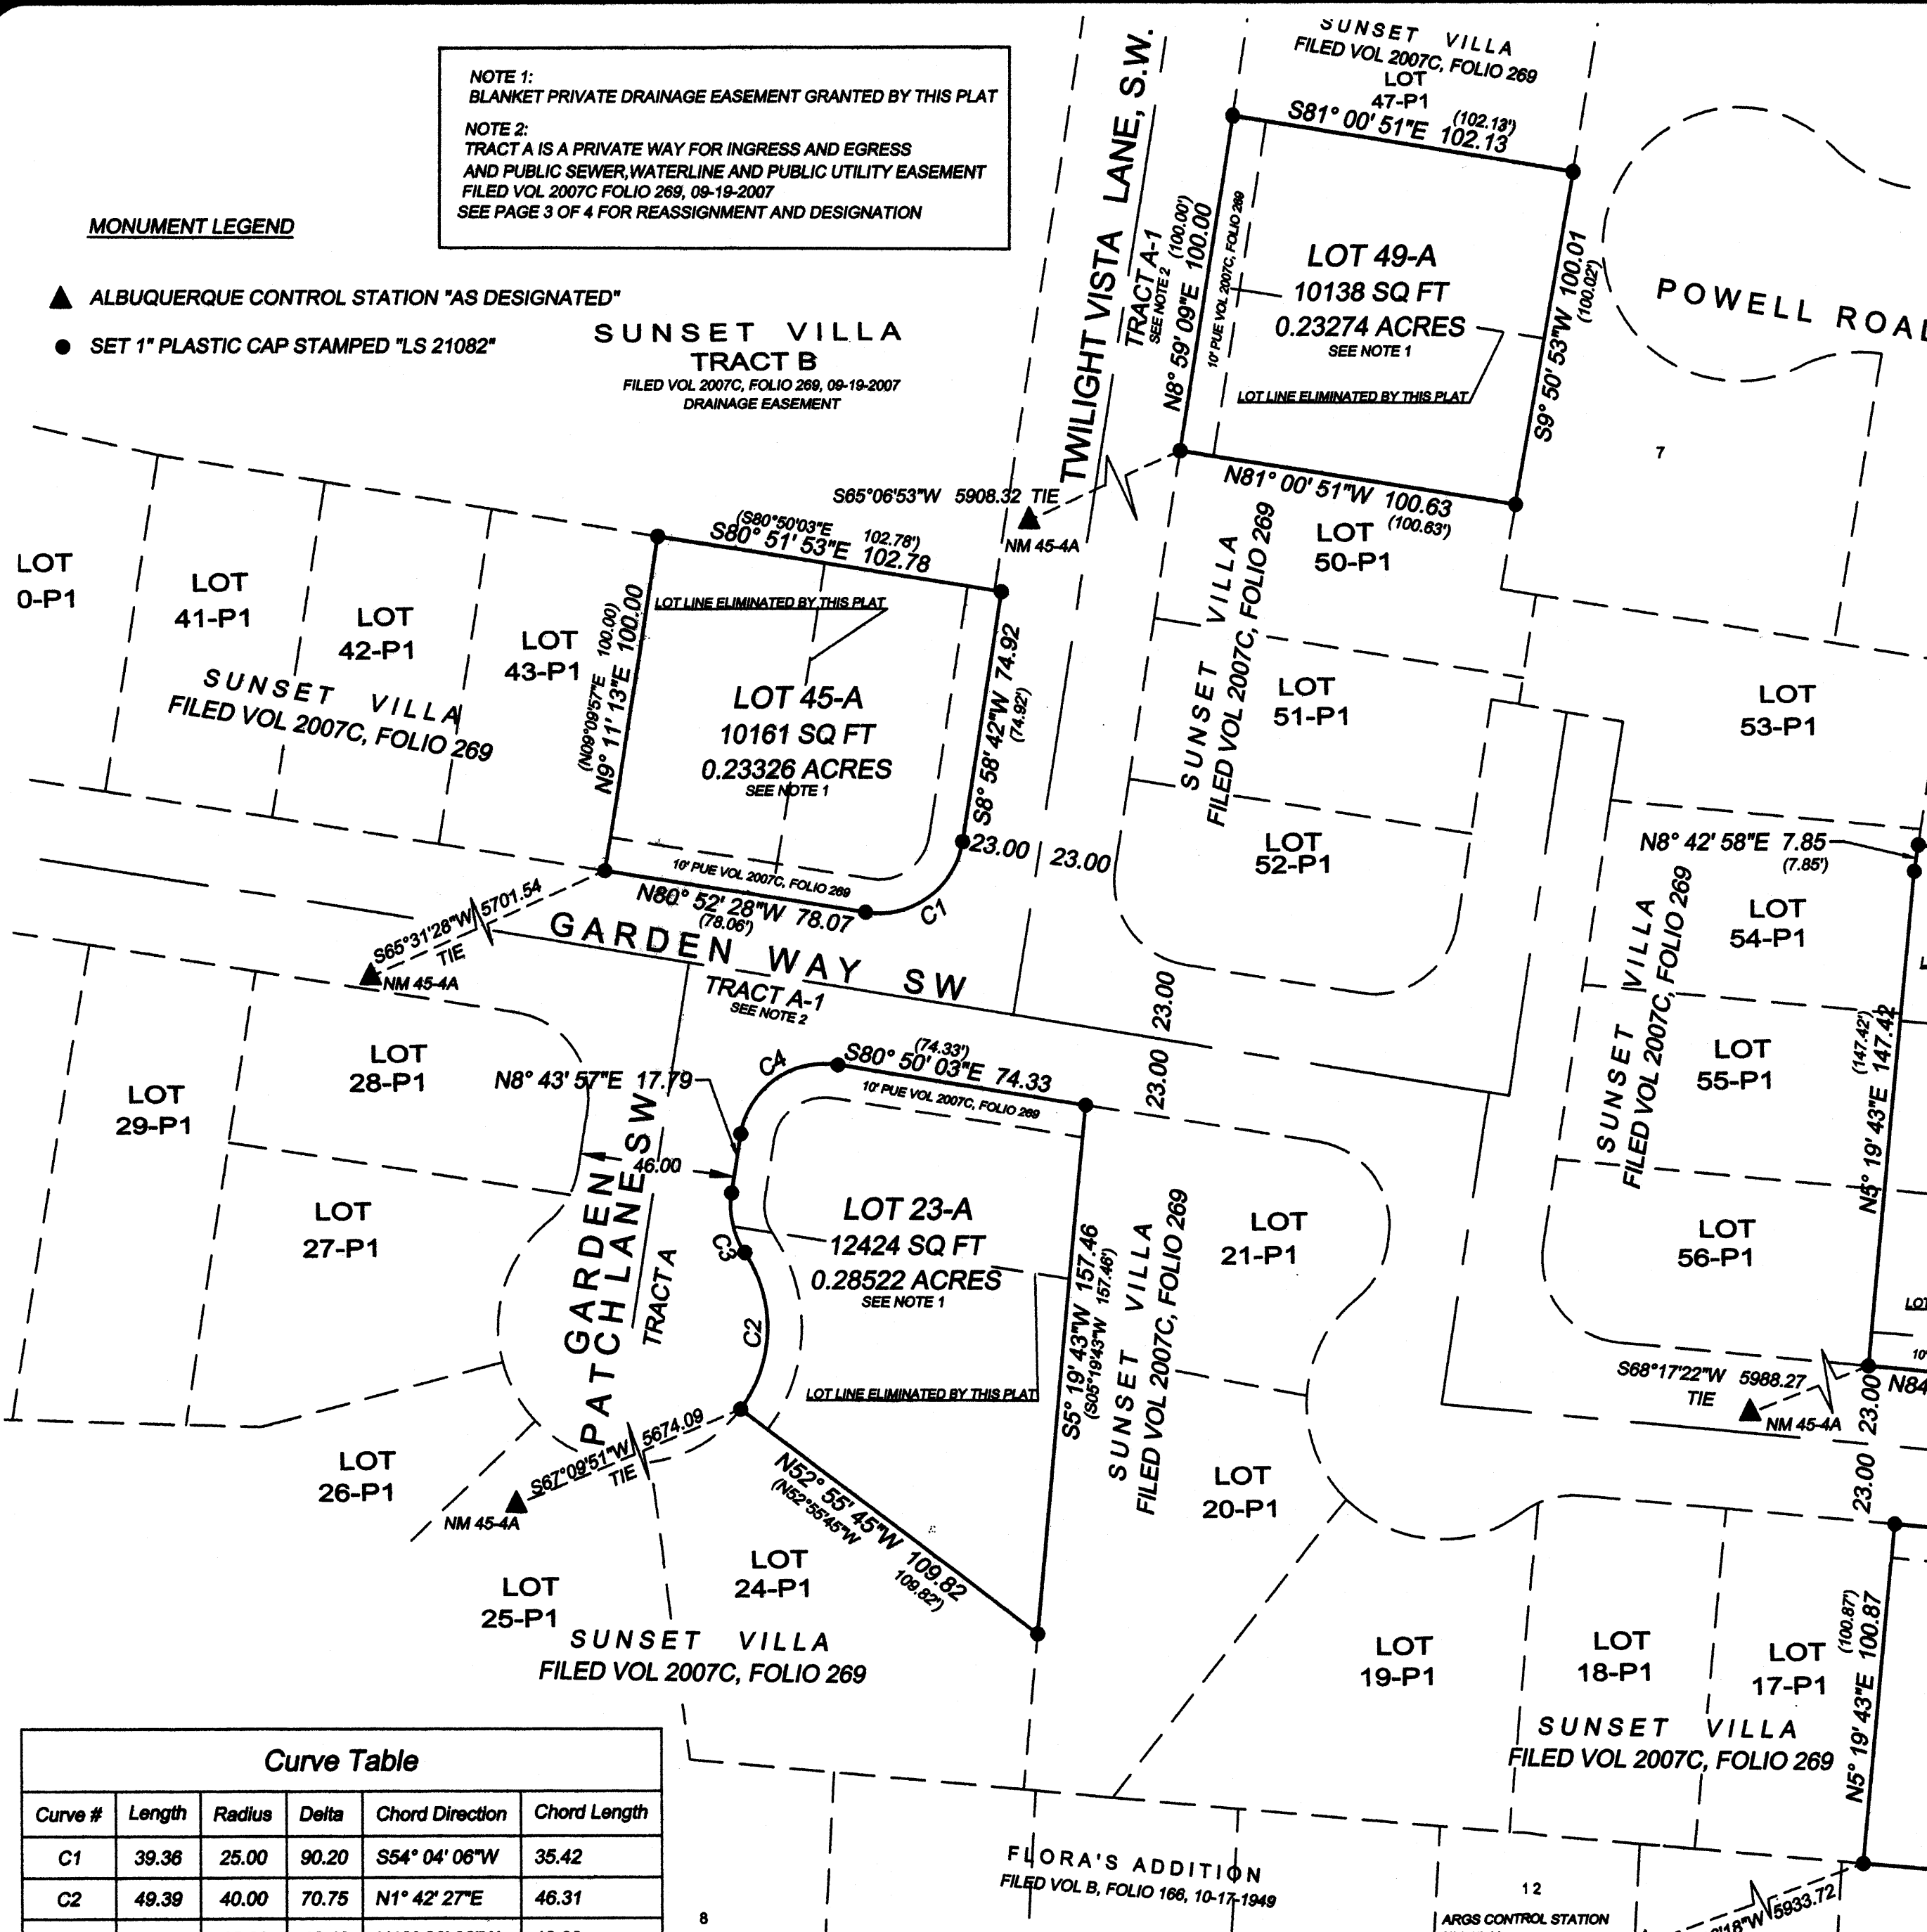 NOTE 1:
BLANKET PRIVATE DRAINAGE EASEMENT GRANTED BY THIS PLAT
NOTE 2:
TRACT A IS A PRIVATE WAY FOR INGRESS AND EGRESS
AND PUBLIC SEWER, WATERLINE AND PUBLIC UTILITY EASEMENT
FILED VOL 2007C FOLIO 269, 09-19-2007
SEE PAGE 3 OF 4 FOR REASSIGNMENT AND DESIGNATION
MONUMENT LEGEND
ALBUQUERQUE CONTROL STATION "AS DESIGNATED"
SET 1" PLASTIC CAP STAMPED "LS 21082"
SUNSET VILLA
TRACT B
FILED VOL 2007C, FOLIO 269, 09-19-2007
DRAINAGE EASEMENT
TWILIGHT VISTA LANE, S.W.
TRACT A-1
SEE NOTE 2
SUNSET VILLA
FILED VOL 2007C, FOLIO 269
LOT
47-P1
(102.13')
S81° 00' 51"E 102.13
(100.00')
N8° 59' 09"E 100.00
10' PUE VOL 2007C, FOLIO 269
LOT 49-A
10138 SQ FT
0.23274 ACRES
SEE NOTE 1
LOT LINE ELIMINATED BY THIS PLAT
S9° 50' 53"W 100.01
(100.02')
POWELL ROAD
7
N81° 00' 51"W 100.63
(100.63')
S65°06'53"W 5908.32 TIE
NM 45-4A
LOT
50-P1
SUNSET VILLA
FILED VOL 2007C, FOLIO 269
LOT
51-P1
LOT
52-P1
LOT
53-P1
LOT
0-P1
LOT
41-P1
LOT
42-P1
LOT
43-P1
SUNSET VILLA
FILED VOL 2007C, FOLIO 269
(S80°50'03"E 102.78')
S80° 51' 53"E 102.78
LOT LINE ELIMINATED BY THIS PLAT
(N09°09'57"E 100.00)
N9° 11' 13"E 100.00
LOT 45-A
10161 SQ FT
0.23326 ACRES
SEE NOTE 1
S8° 58' 42"W 74.92
(74.92')
23.00 23.00
10' PUE VOL 2007C, FOLIO 269
N80° 52' 28"W 78.07
(78.06')
C1
S65°31'28"W 5701.54
TIE
NM 45-4A
GARDEN WAY SW
TRACT A-1
SEE NOTE 2
23.00
23.00
N8° 42' 58"E 7.85
(7.85')
LOT
54-P1
LOT
55-P1
LOT
56-P1
SUNSET VILLA
FILED VOL 2007C, FOLIO 269
(147.42')
N5° 19' 43"E 147.42
LOT
29-P1
LOT
28-P1
LOT
27-P1
N8° 43' 57"E 17.79
C4
(74.33')
S80° 50' 03"E 74.33
10' PUE VOL 2007C, FOLIO 269
46.00
GARDEN
PATCH LANE SW
TRACT A
C3
C2
LOT 23-A
12424 SQ FT
0.28522 ACRES
SEE NOTE 1
LOT LINE ELIMINATED BY THIS PLAT
S5° 19' 43"W 157.46
(S05°19'43"W 157.46')
SUNSET VILLA
FILED VOL 2007C, FOLIO 269
LOT
21-P1
LOT
20-P1
S68°17'22"W 5988.27
TIE
NM 45-4A
23.00
23.00
N84
LOT
10'
S67°09'51"W 5674.09
TIE
NM 45-4A
N52° 55' 45"W 109.82
(N52°55'45"W 109.82')
LOT
26-P1
LOT
25-P1
LOT
24-P1
SUNSET VILLA
FILED VOL 2007C, FOLIO 269
LOT
19-P1
LOT
18-P1
LOT
17-P1
SUNSET VILLA
FILED VOL 2007C, FOLIO 269
(100.87')
N5° 19' 43"E 100.87
Curve Table
Curve # Length Radius Delta Chord Direction Chord Length
C1 39.36 25.00 90.20 S54° 04' 06"W 35.42
C2 49.39 40.00 70.75 N1° 42' 27"E 46.31
8
FLORA'S ADDITION
FILED VOL B, FOLIO 166, 10-17-1949
12
ARGS CONTROL STATION
18"W 5933.72